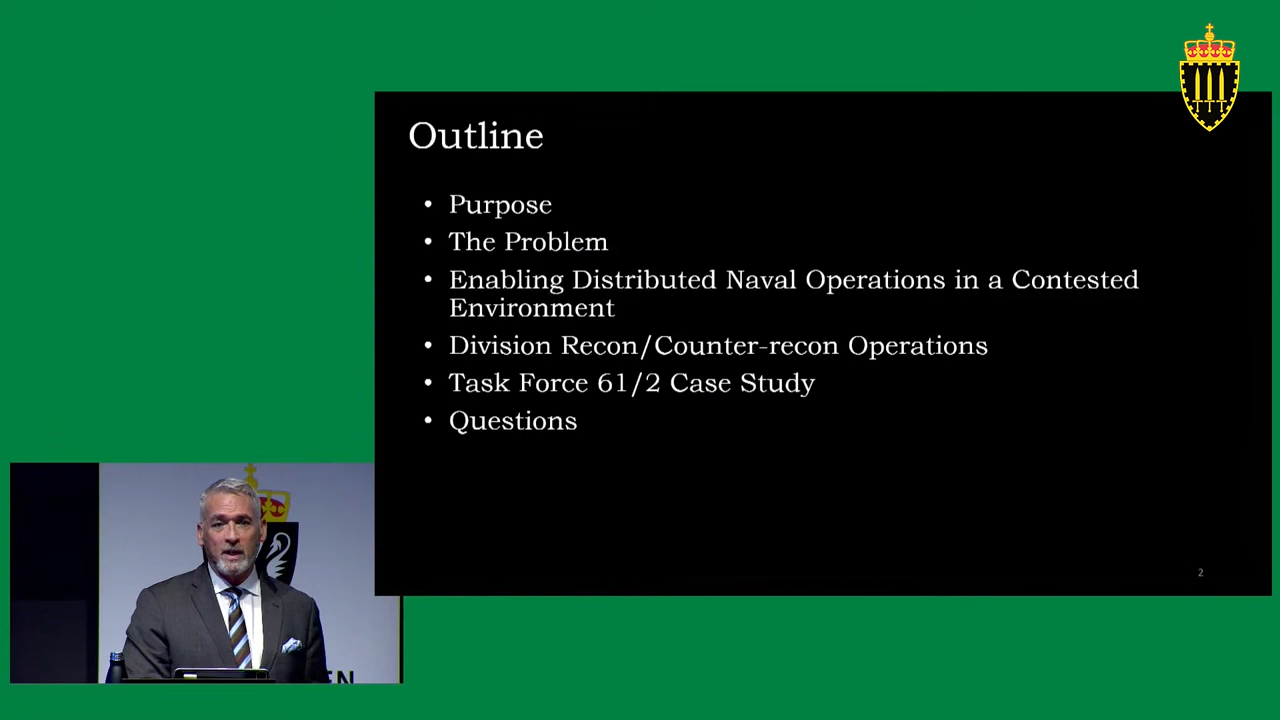 Outline
• Purpose
• The Problem
• Enabling Distributed Naval Operations in a Contested
Environment
• Division Recon/Counter-recon Operations
• Task Force 61/2 Case Study
• Questions
2
EN